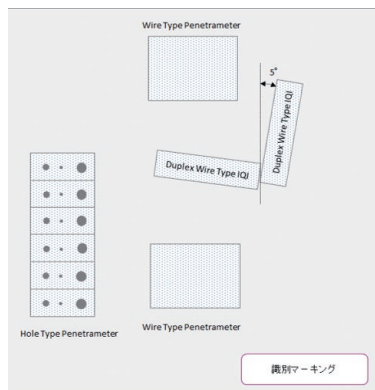 Wire Type Penetrameter
5°
Duplex Wire Type IQI
Duplex Wire Type IQI
Hole Type Penetrameter
Wire Type Penetrameter
識別マーキング